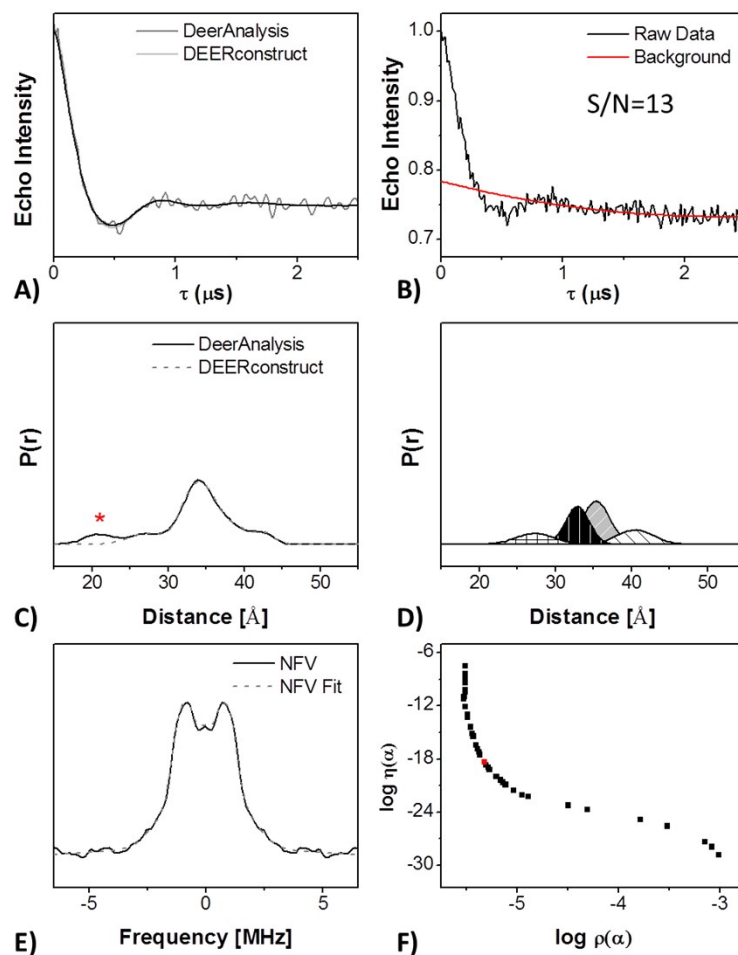 DeerAnalysis
DEERconstruct
Echo Intensity
0 1 2
τ (μs)
A)
1.0
0.9
0.8
0.7
Raw Data
Background
S/N=13
Echo Intensity
0 1 2
τ (μs)
B)
DeerAnalysis
DEERconstruct
P(r)
*
20 30 40 50
Distance [Å]
C)
P(r)
20 30 40 50
Distance [Å]
D)
NFV
NFV Fit
-5 0 5
Frequency [MHz]
E)
-6
-12
-18
-24
-30
log η(α)
-5 -4 -3
log ρ(α)
F)